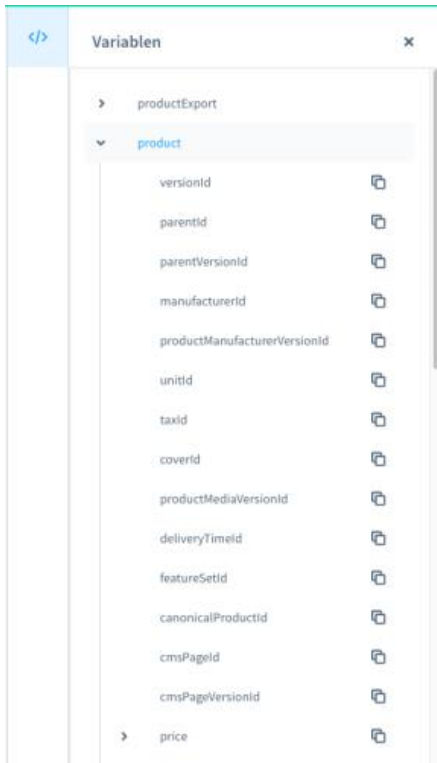 </>
Variablen
productExport
product
versionId
parentId
parentVersionId
manufacturerId
productManufacturerVersionId
unitId
taxId
coverId
productMediaVersionId
deliveryTimeId
featureSetId
canonicalProductId
cmsPageId
cmsPageVersionId
price